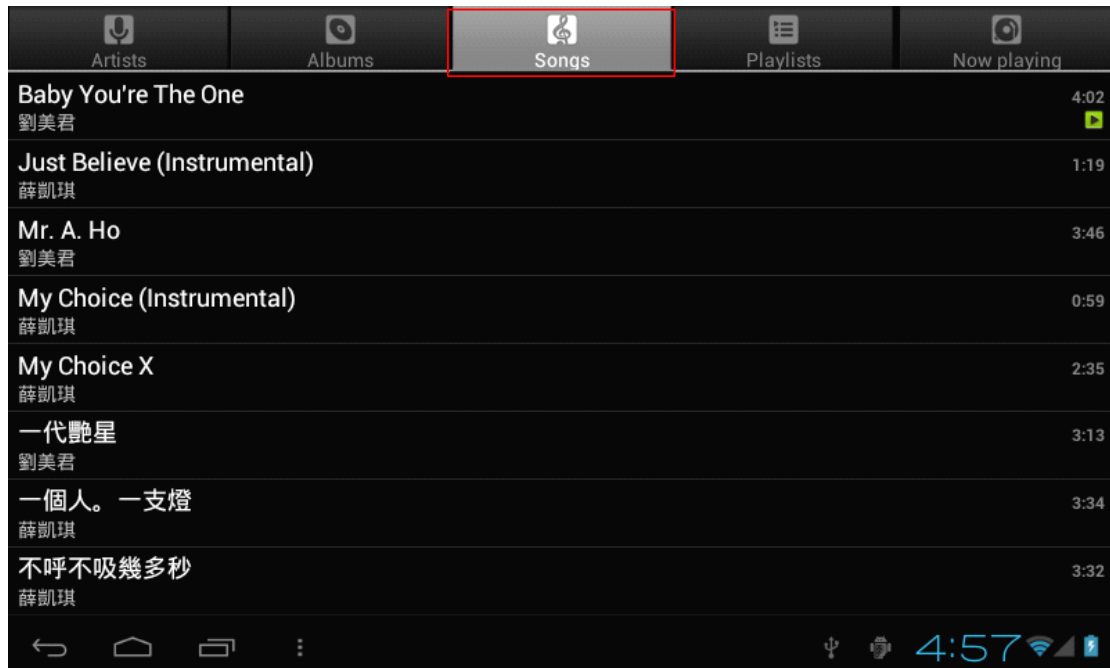 Artists
Albums
Songs
Playlists
Now playing
Baby You're The One
4:02
劉美君
Just Believe (Instrumental)
1:19
薛凱琪
Mr. A. Ho
3:46
劉美君
My Choice (Instrumental)
0:59
薛凱琪
My Choice X
2:35
薛凱琪
一代艷星
3:13
劉美君
一個人。一支燈
3:34
薛凱琪
不呼不吸幾多秒
3:32
薛凱琪
4:57